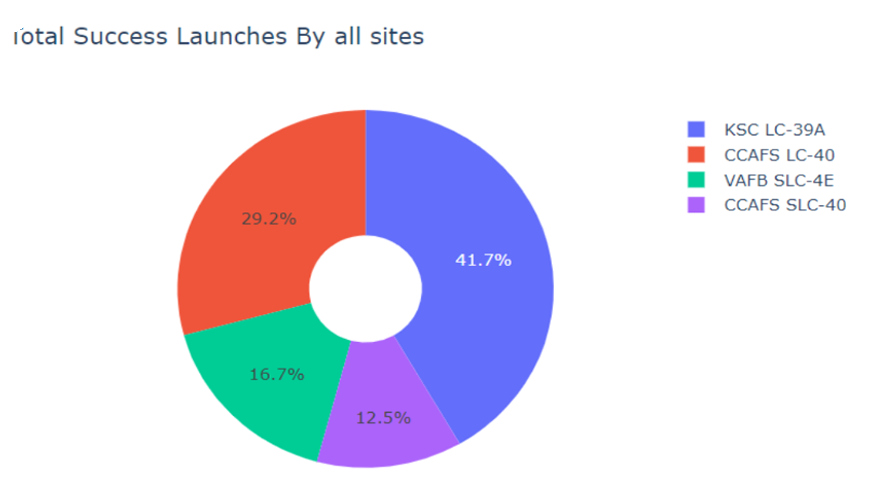 Total Success Launches By all sites
KSC LC-39A
CCAFS LC-40
VAFB SLC-4E
CCAFS SLC-40
29.2%
41.7%
16.7%
12.5%